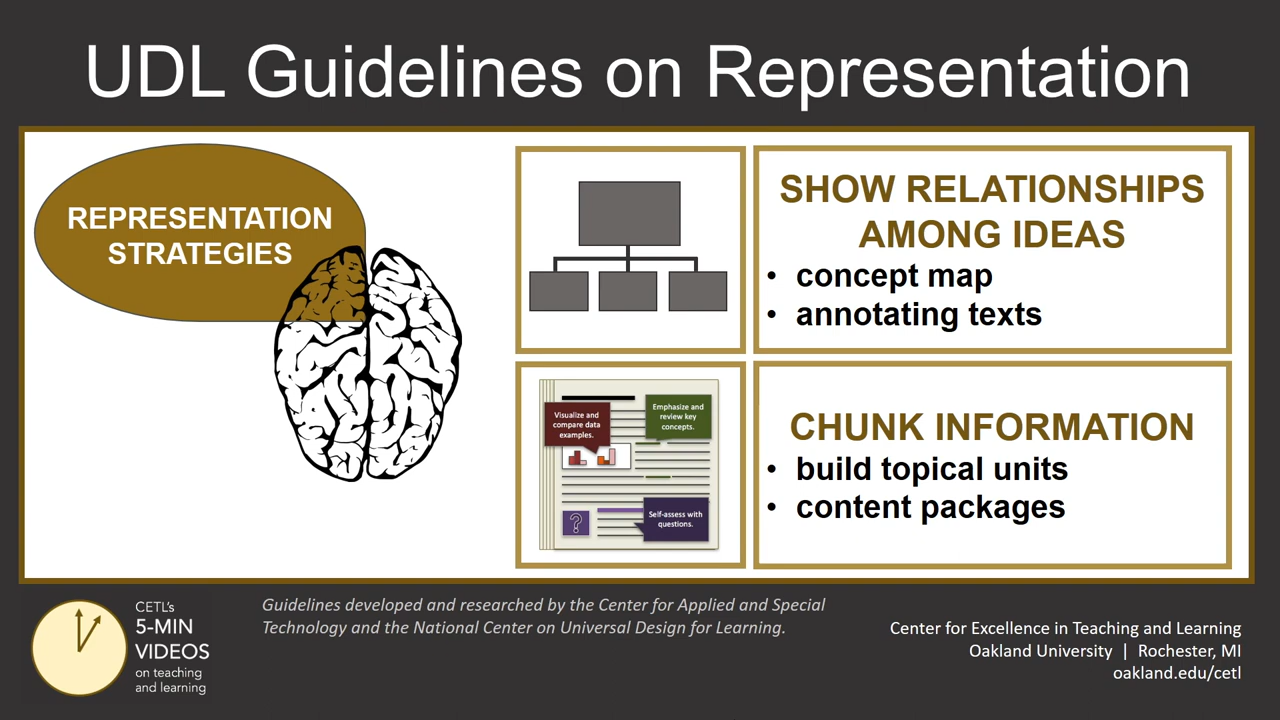 UDL Guidelines on Representation
REPRESENTATION
STRATEGIES
SHOW RELATIONSHIPS
AMONG IDEAS
• concept map
• annotating texts
Visualize and
compare data
examples.
Emphasize and
review key
concepts.
?
Self-assess with
questions.
CHUNK INFORMATION
• build topical units
• content packages
CETL's
5-MIN
VIDEOS
on teaching
and learning
Guidelines developed and researched by the Center for Applied and Special
Technology and the National Center on Universal Design for Learning.
Center for Excellence in Teaching and Learning
Oakland University | Rochester, MI
oakland.edu/cetl